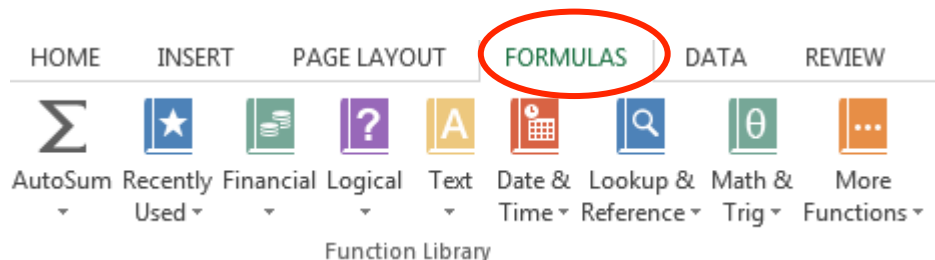 HOME INSERT PAGE LAYOUT FORMULAS DATA REVIEW
? A θ
AutoSum Recently Financial Logical Text Date & Lookup & Math & More
Used Time Reference Trig Functions
Function Library